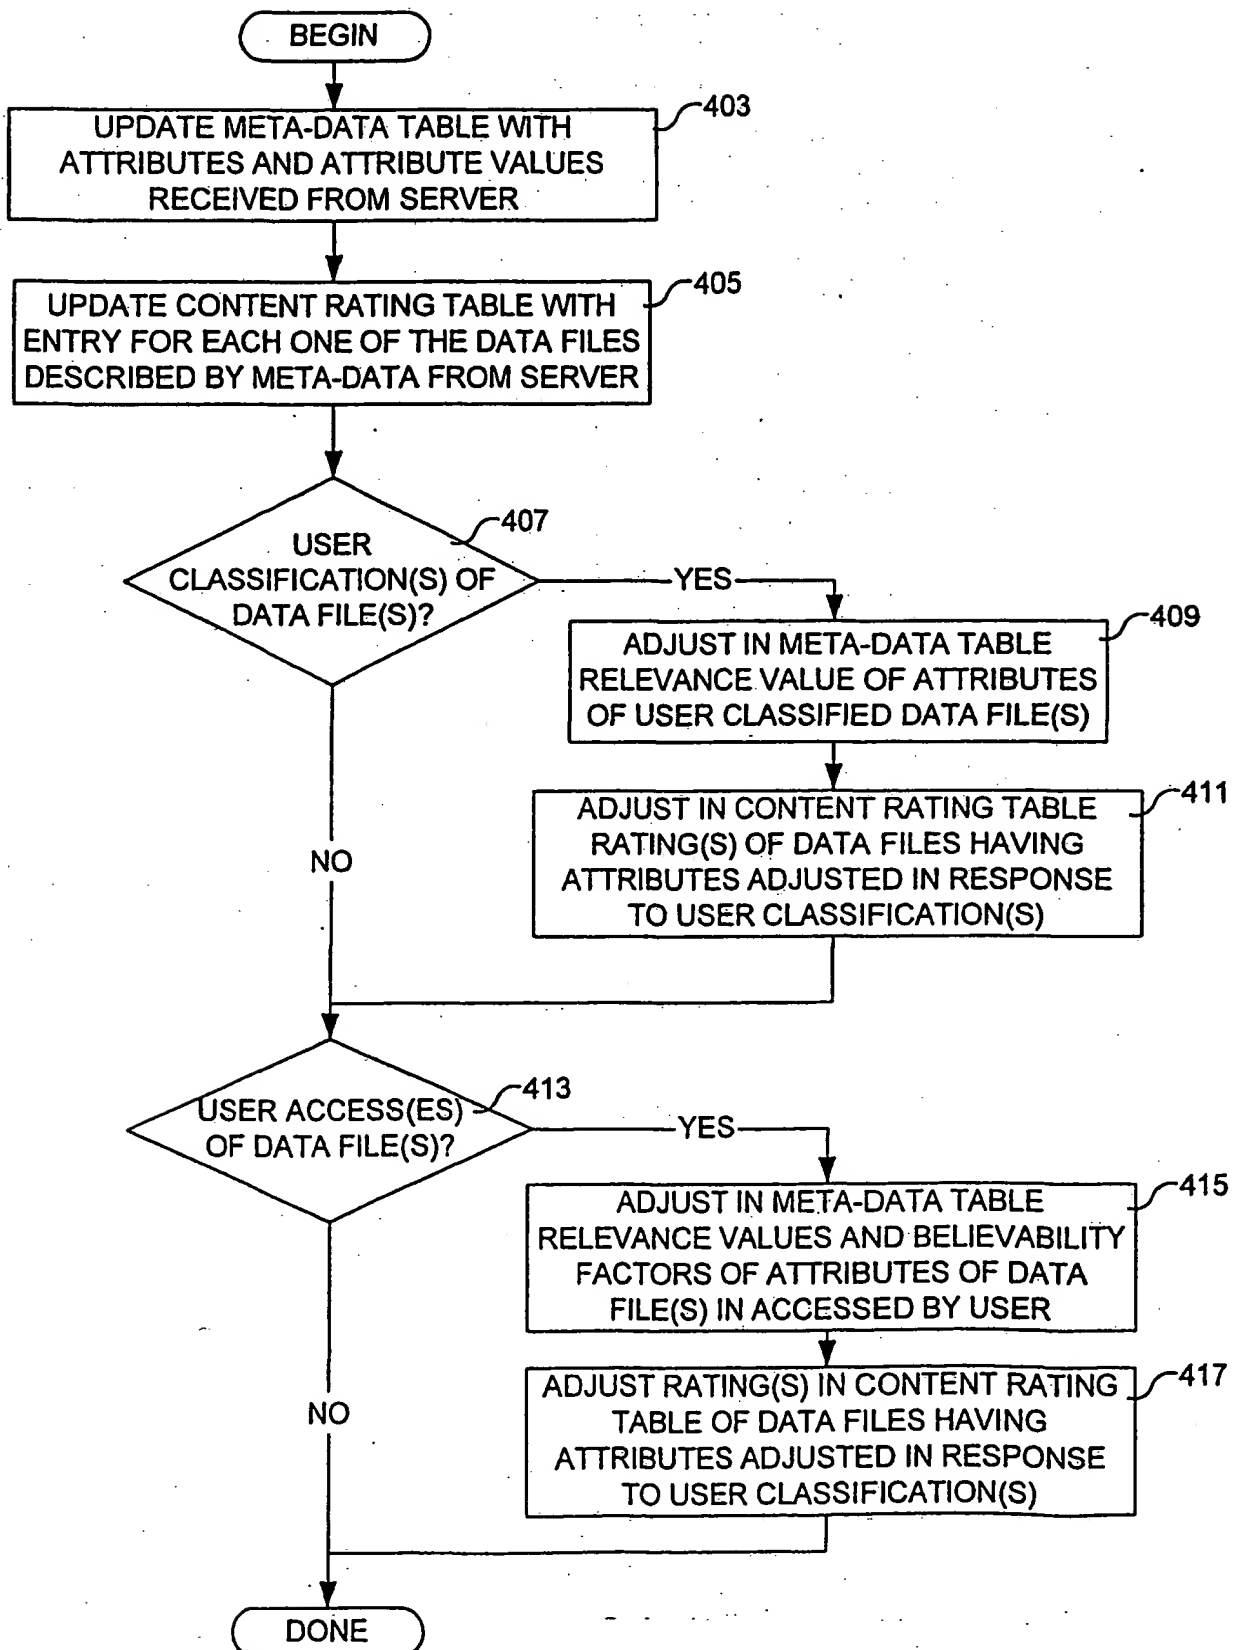 BEGIN
403
UPDATE META-DATA TABLE WITH
ATTRIBUTES AND ATTRIBUTE VALUES
RECEIVED FROM SERVER
405
UPDATE CONTENT RATING TABLE WITH
ENTRY FOR EACH ONE OF THE DATA FILES
DESCRIBED BY META-DATA FROM SERVER
407
USER
CLASSIFICATION(S) OF
DATA FILE(S)?
YES
409
ADJUST IN META-DATA TABLE
RELEVANCE VALUE OF ATTRIBUTES
OF USER CLASSIFIED DATA FILE(S)
411
ADJUST IN CONTENT RATING TABLE
RATING(S) OF DATA FILES HAVING
ATTRIBUTES ADJUSTED IN RESPONSE
TO USER CLASSIFICATION(S)
NO
413
USER ACCESS(ES)
OF DATA FILE(S)?
YES
415
ADJUST IN META-DATA TABLE
RELEVANCE VALUES AND BELIEVABILITY
FACTORS OF ATTRIBUTES OF DATA
FILE(S) IN ACCESSED BY USER
417
ADJUST RATING(S) IN CONTENT RATING
TABLE OF DATA FILES HAVING
ATTRIBUTES ADJUSTED IN RESPONSE
TO USER CLASSIFICATION(S)
NO
DONE